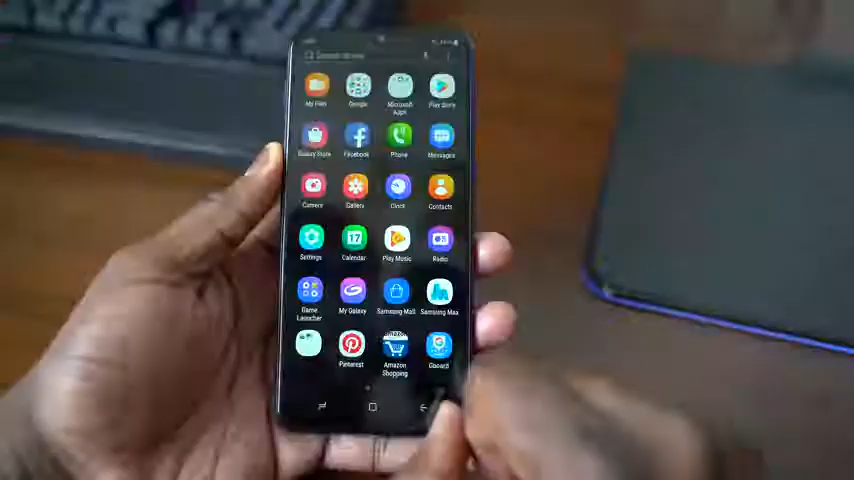 My Files Google Microsoft Apps Play Store
Galaxy Store Facebook Phone Messages
Camera Gallery Clock Contacts
17
Settings Calendar Play Music Radio
Game Launcher My Galaxy Samsung Mall Samsung Max
Pinterest Amazon Shopping Gboard